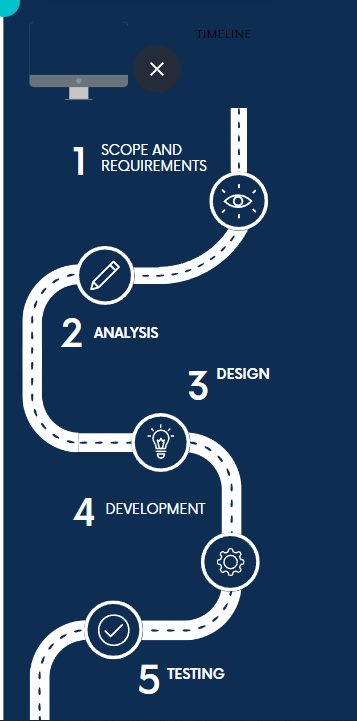 TIMELINE
1 SCOPE AND
REQUIREMENTS
2 ANALYSIS
3 DESIGN
4 DEVELOPMENT
5 TESTING